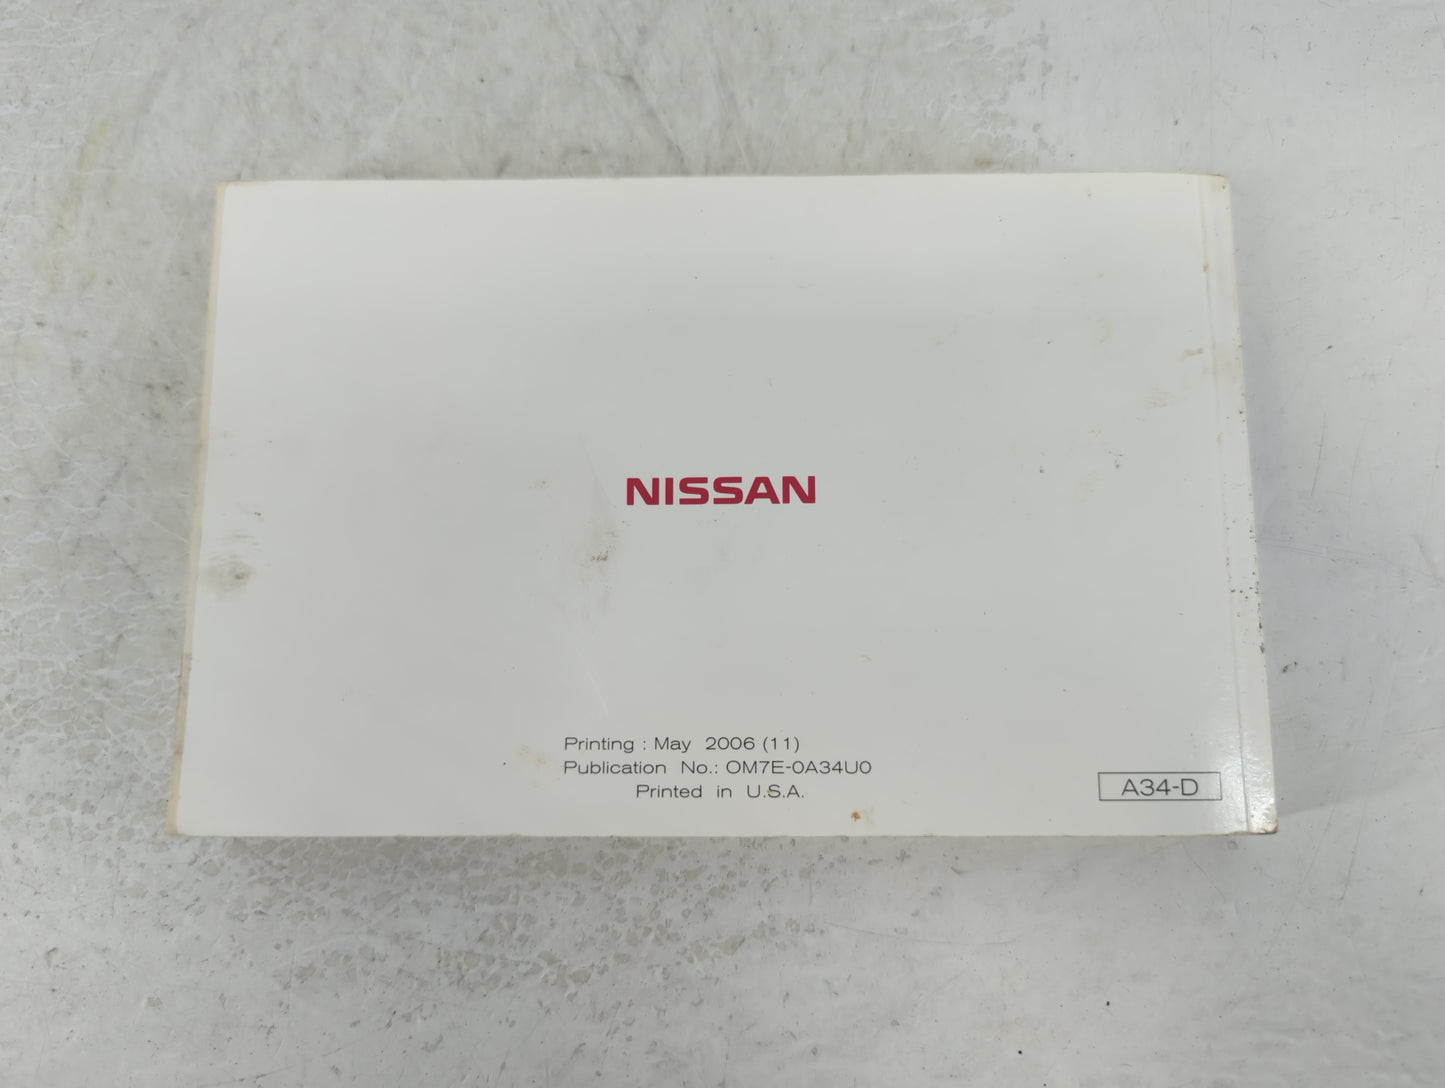 NISSAN
Printing : May 2006 (11)
Publication No.: OM7E-0A34U0
Printed in U.S.A.
A34-D